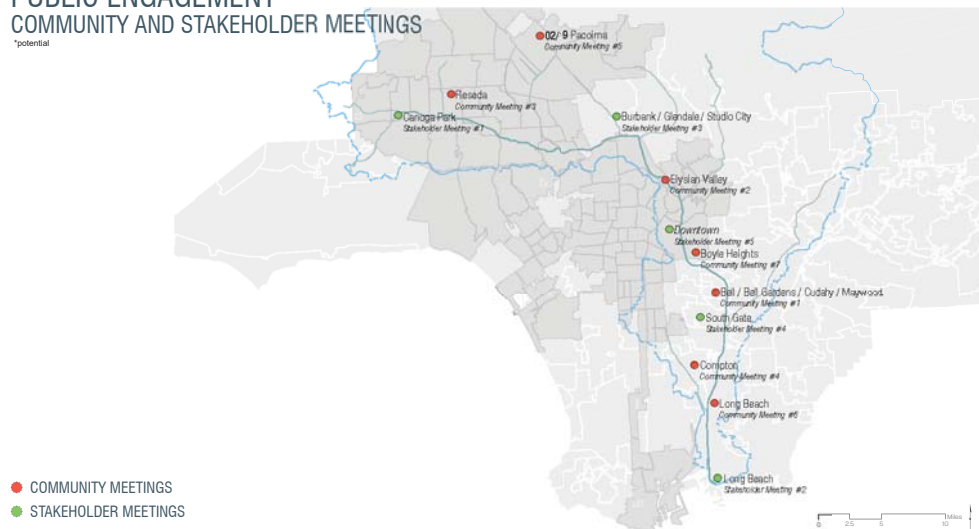 PUBLIC ENGAGEMENT
COMMUNITY AND STAKEHOLDER MEETINGS
*potential
02/ 9 Pacoima
Community Meeting #5
Reseda
Community Meeting #3
Canoga Park
Stakeholder Meeting #1
Burbank / Glendale / Studio City
Stakeholder Meeting #3
Elysian Valley
Community Meeting #2
Downtown
Stakeholder Meeting #5
Boyle Heights
Community Meeting #7
Bell / Bell Gardens / Cudahy / Maywood
Community Meeting #1
South Gate
Stakeholder Meeting #4
Compton
Community Meeting #4
Long Beach
Community Meeting #6
Long Beach
Stakeholder Meeting #2
COMMUNITY MEETINGS
STAKEHOLDER MEETINGS
Miles
0 2.5 5 10